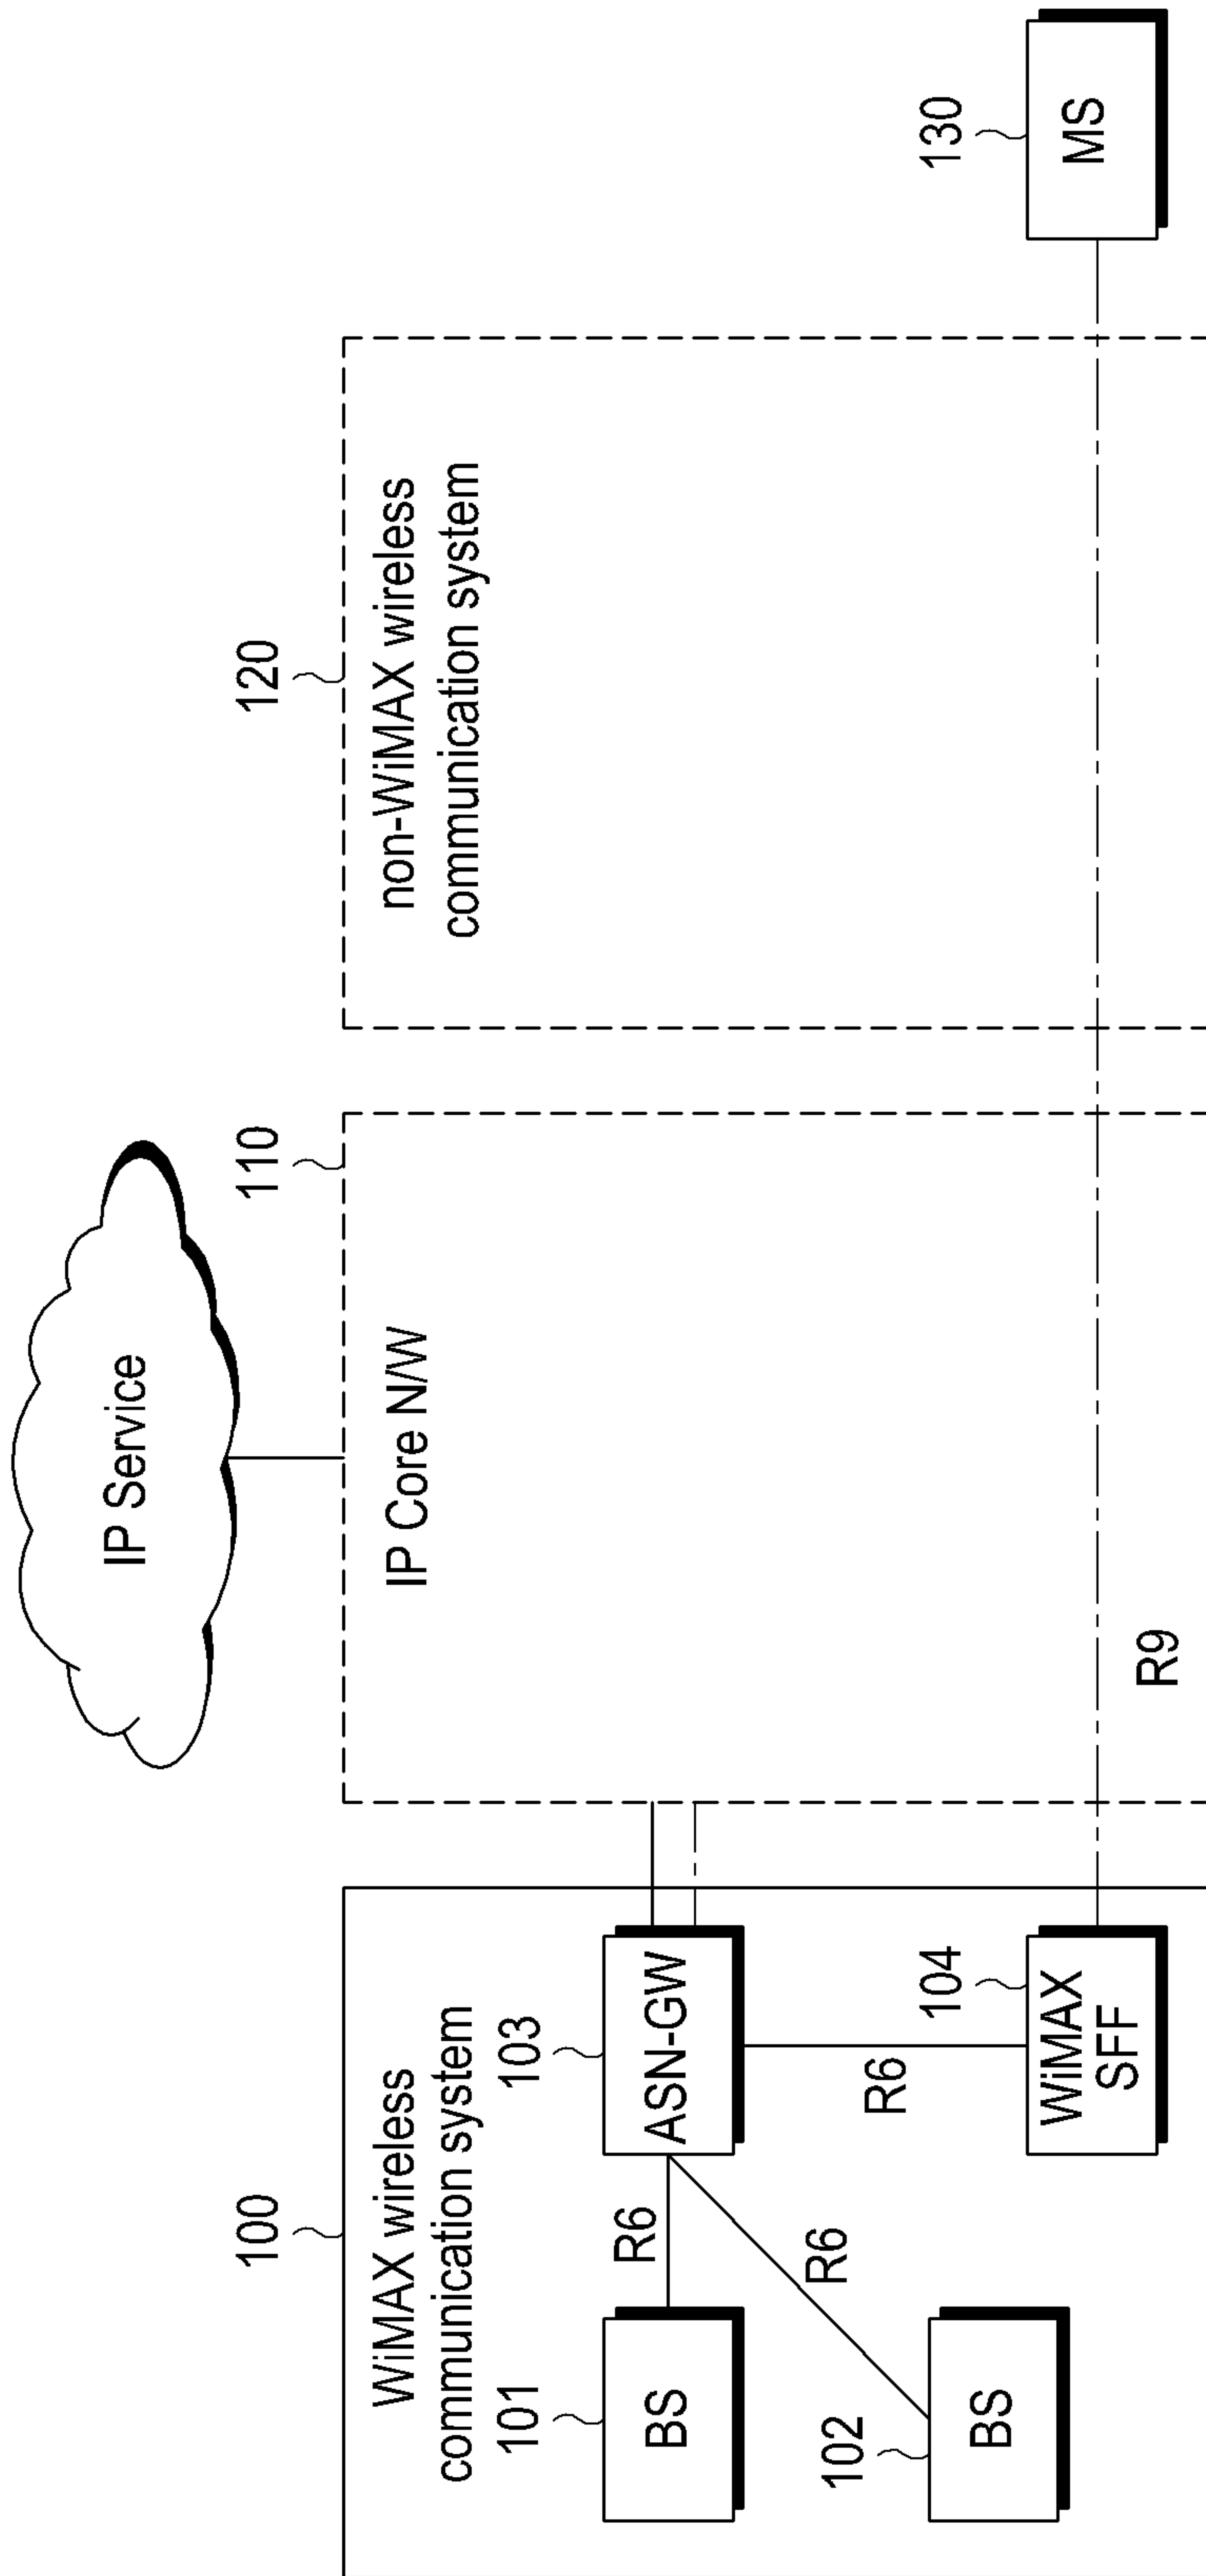 IP Service
100
110
120
WiMAX wireless
communication system
IP Core N/W
non-WiMAX wireless
communication system
101
103
BS
R6
ASN-GW
R6
R6
102
104
130
BS
WiMAX
SFF
MS
R9